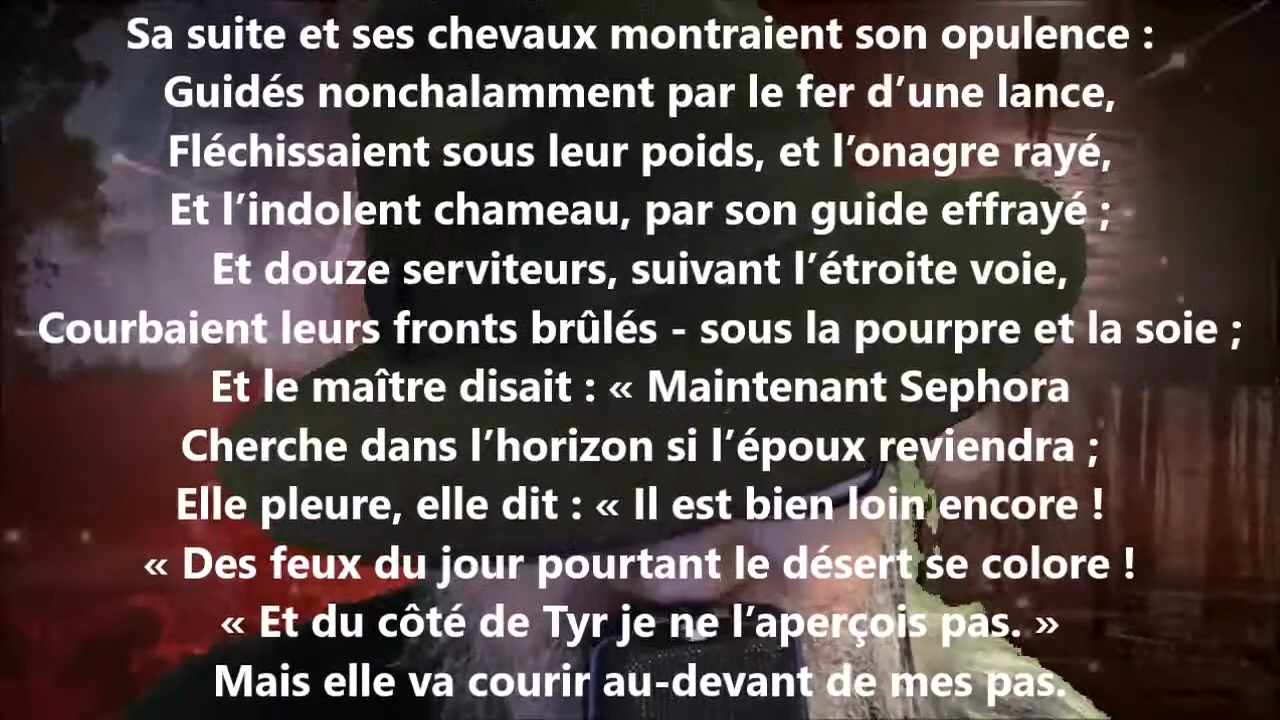 Sa suite et ses chevaux montraient son opulence :
Guidés nonchalamment par le fer d’une lance,
Fléchissaient sous leur poids, et l’onagre rayé,
Et l’indolent chameau, par son guide effrayé ;
Et douze serviteurs, suivant l’étroite voie,
Courbaient leurs fronts brûlés - sous la pourpre et la soie ;
Et le maître disait : « Maintenant Sephora
Cherche dans l’horizon si l’époux reviendra ;
Elle pleure, elle dit : « Il est bien loin encore !
« Des feux du jour pourtant le désert se colore !
« Et du côté de Tyr je ne l’aperçois pas. »
Mais elle va courir au-devant de mes pas.